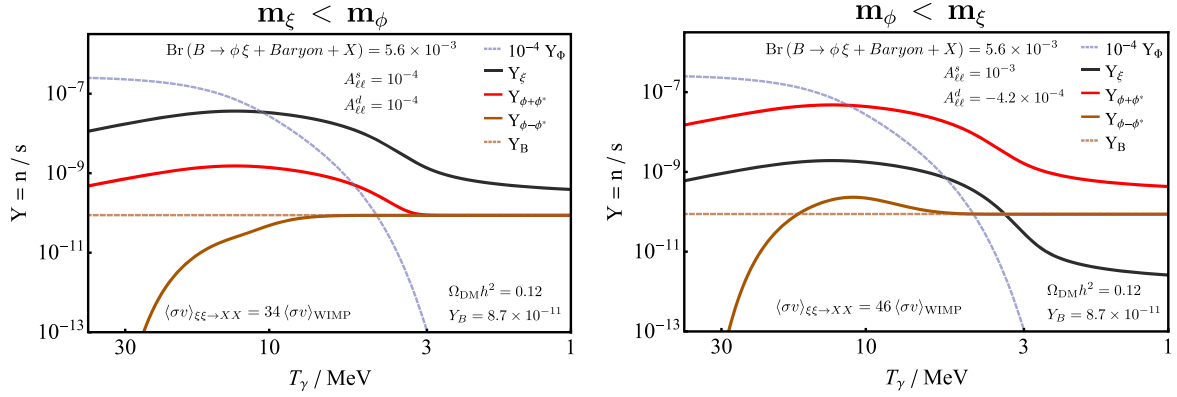 m_ξ < m_ϕ
Br (B → ϕ ξ + Baryon + X) = 5.6 × 10⁻³
A^s_ℓℓ = 10⁻⁴
A^d_ℓℓ = 10⁻⁴
10⁻⁴ Y_Φ
Y_ξ
Y_ϕ+ϕ*
Y_ϕ−ϕ*
Y_B
10⁻⁷
10⁻⁹
10⁻¹¹
10⁻¹³
Y = n / s
⟨σv⟩_ξξ→XX = 34 ⟨σv⟩_WIMP
Ω_DM h² = 0.12
Y_B = 8.7 × 10⁻¹¹
30 10 3 1
T_γ / MeV
m_ϕ < m_ξ
Br (B → ϕ ξ + Baryon + X) = 5.6 × 10⁻³
A^s_ℓℓ = 10⁻³
A^d_ℓℓ = −4.2 × 10⁻⁴
10⁻⁴ Y_Φ
Y_ξ
Y_ϕ+ϕ*
Y_ϕ−ϕ*
Y_B
10⁻⁷
10⁻⁹
10⁻¹¹
10⁻¹³
Y = n / s
⟨σv⟩_ξξ→XX = 46 ⟨σv⟩_WIMP
Ω_DM h² = 0.12
Y_B = 8.7 × 10⁻¹¹
30 10 3 1
T_γ / MeV